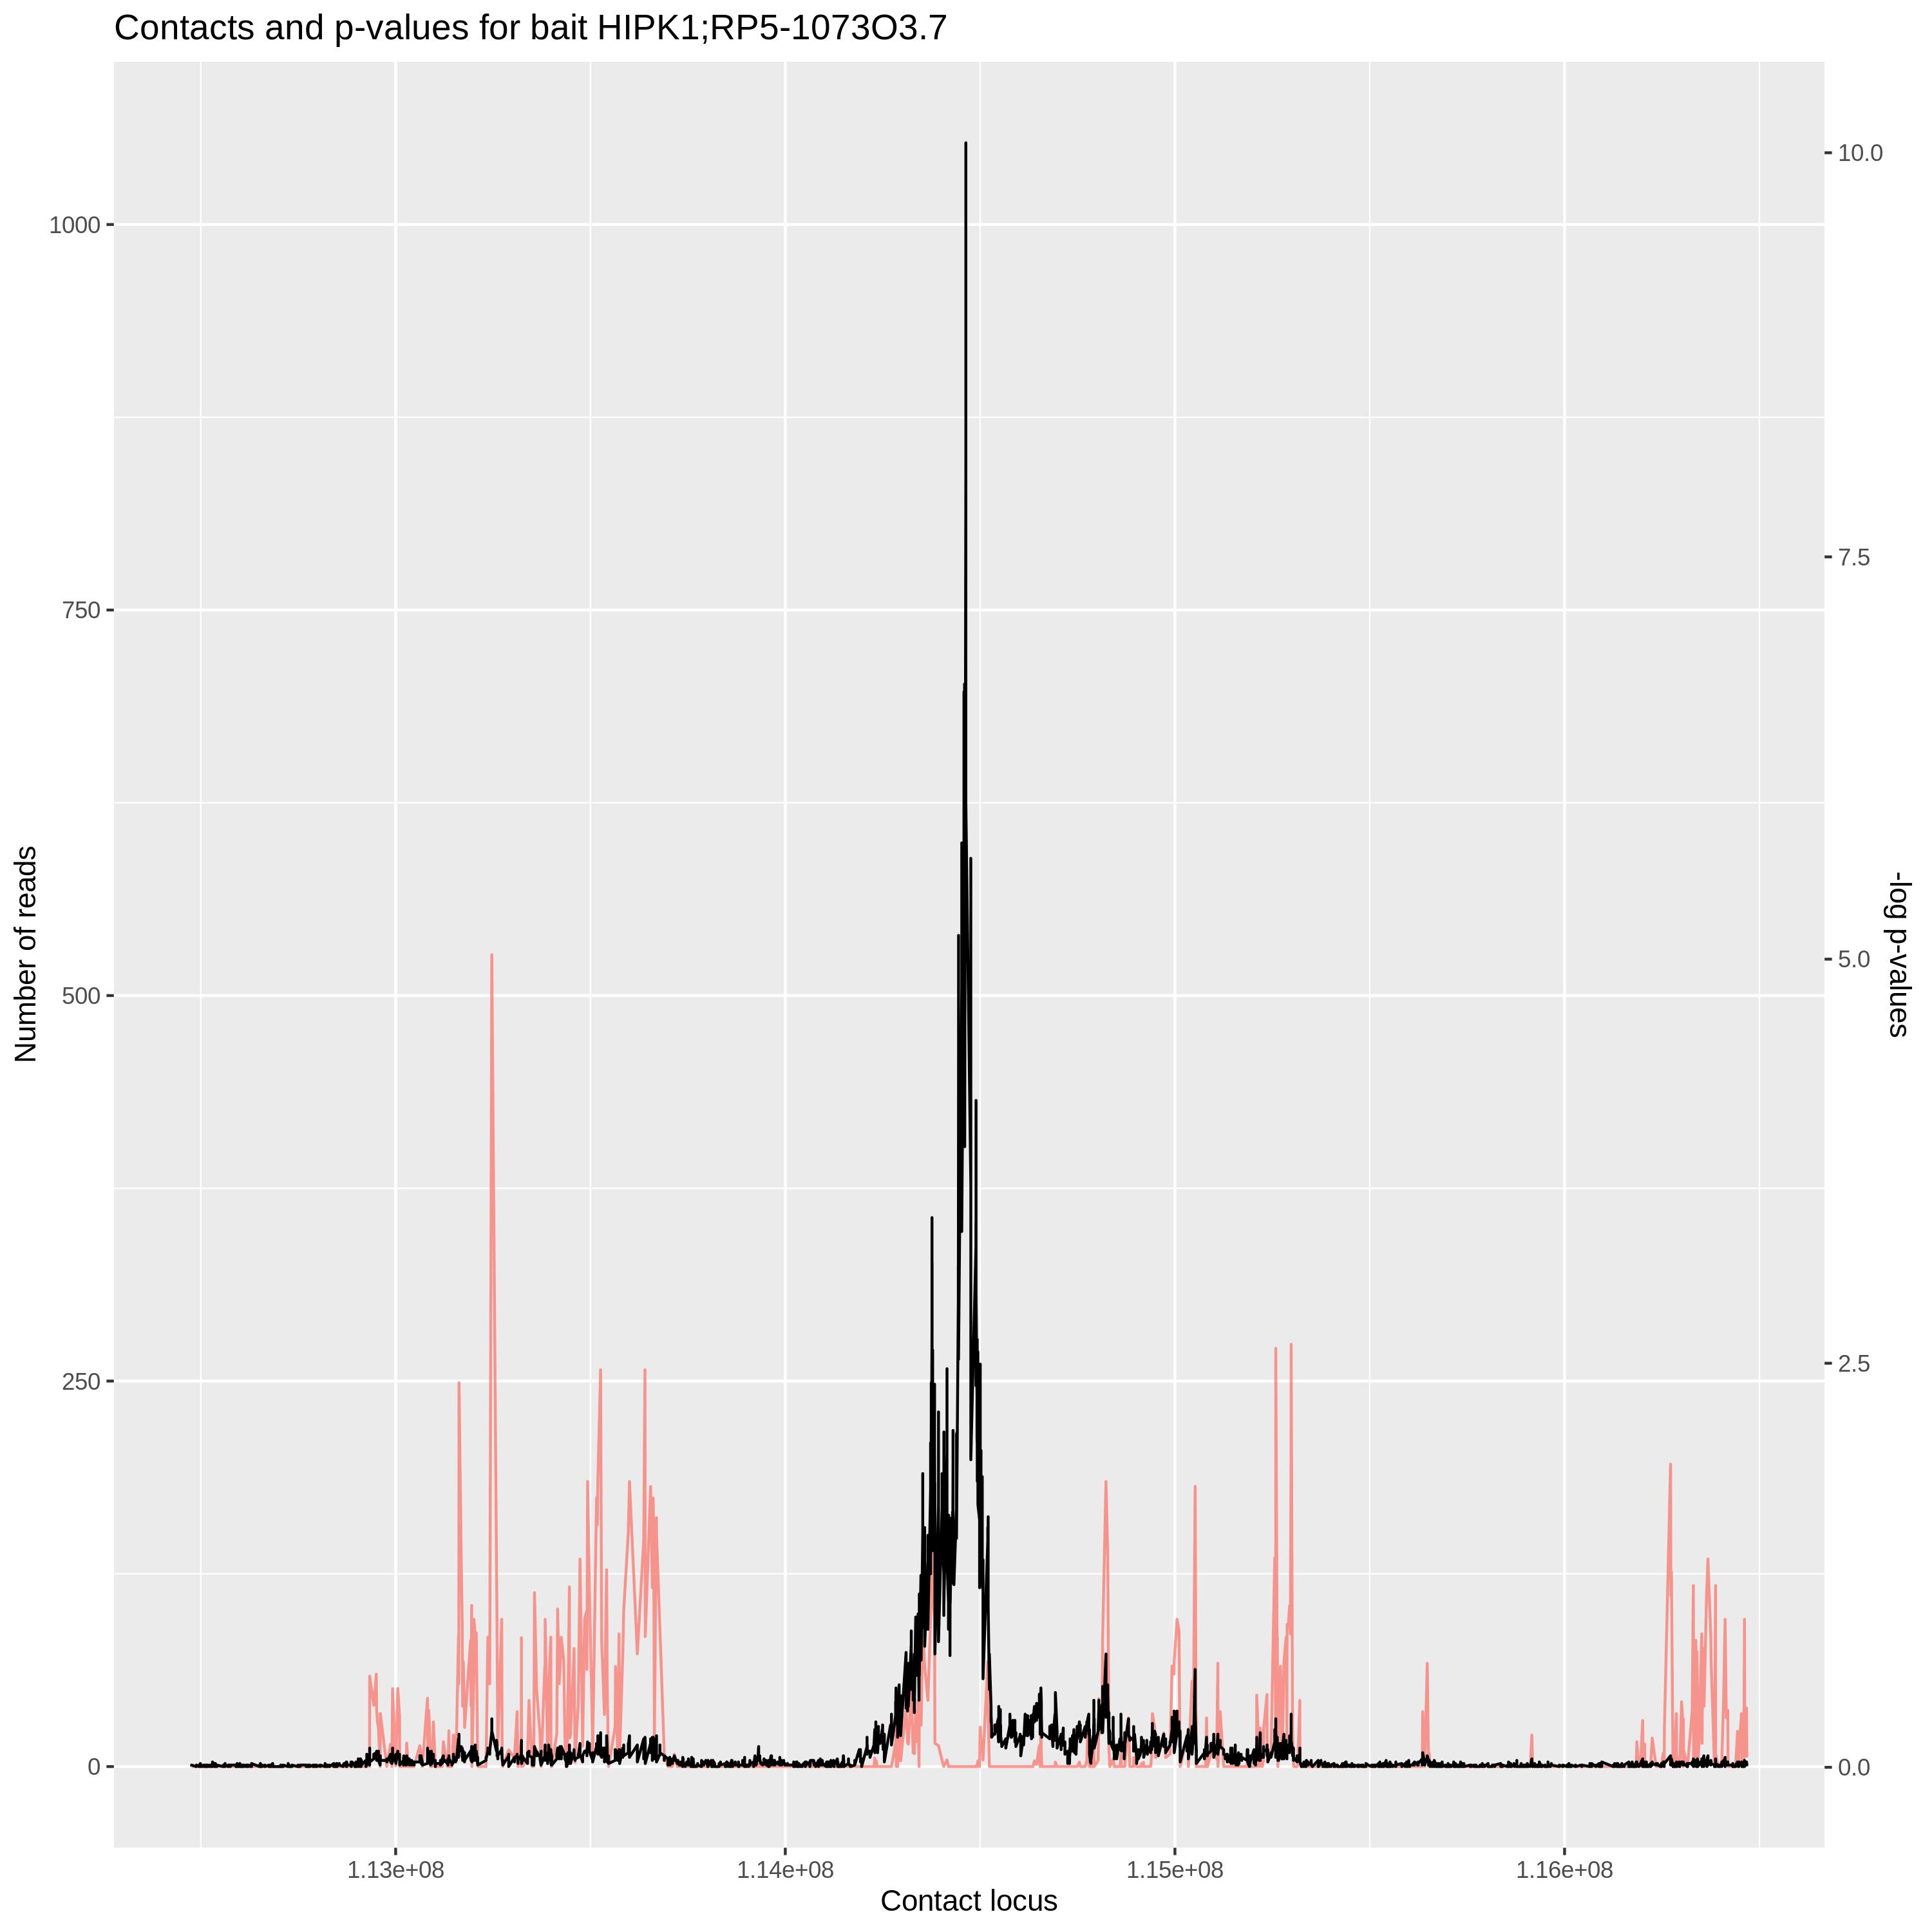 Contacts and p-values for bait HIPK1;RP5-1073O3.7
1000
750
500
250
0
10.0
7.5
5.0
2.5
0.0
Number of reads
-log p-values
1.13e+08
1.14e+08
1.15e+08
1.16e+08
Contact locus